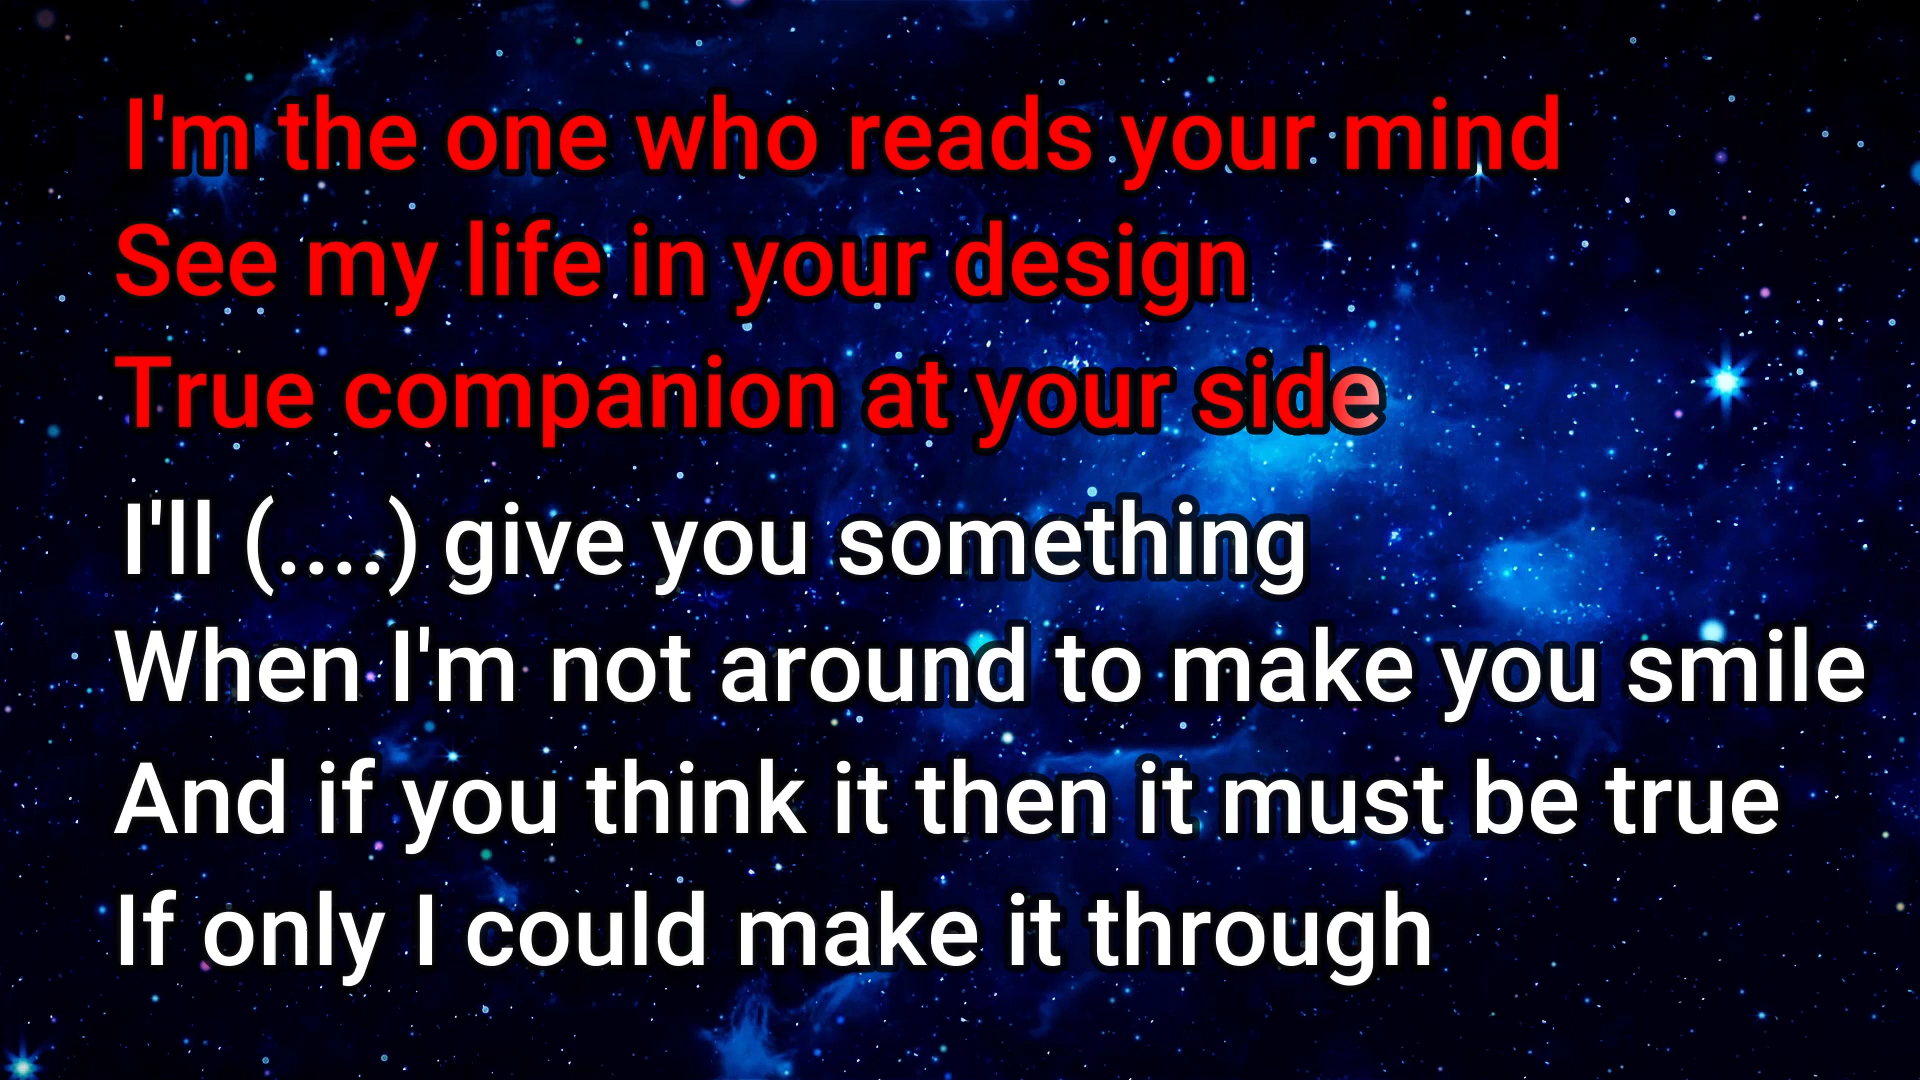 I'm the one who reads your mind
See my life in your design
True companion at your side
I'll (....) give you something
When I'm not around to make you smile
And if you think it then it must be true
If only I could make it through